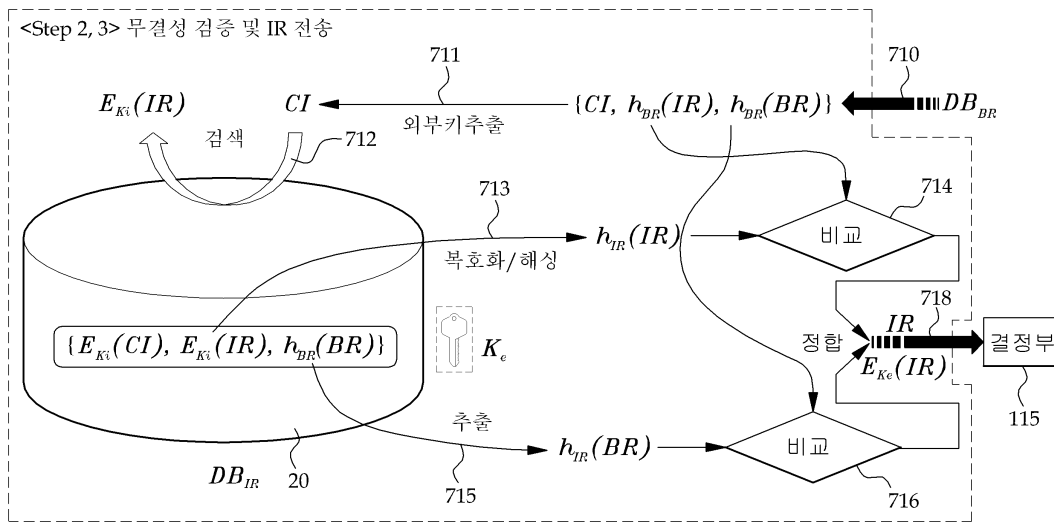 <Step 2, 3> 무결성 검증 및 IR 전송
711
710
E_Ki(IR)
CI
{CI, h_BR(IR), h_BR(BR)}
DB_BR
외부키추출
검색
712
713
714
h_IR(IR)
비교
복호화/해싱
718
IR
{E_Ki(CI), E_Ki(IR), h_BR(BR)}
K_e
정합
결정부
E_Ke(IR)
115
추출
h_IR(BR)
비교
DB_IR
20
715
716